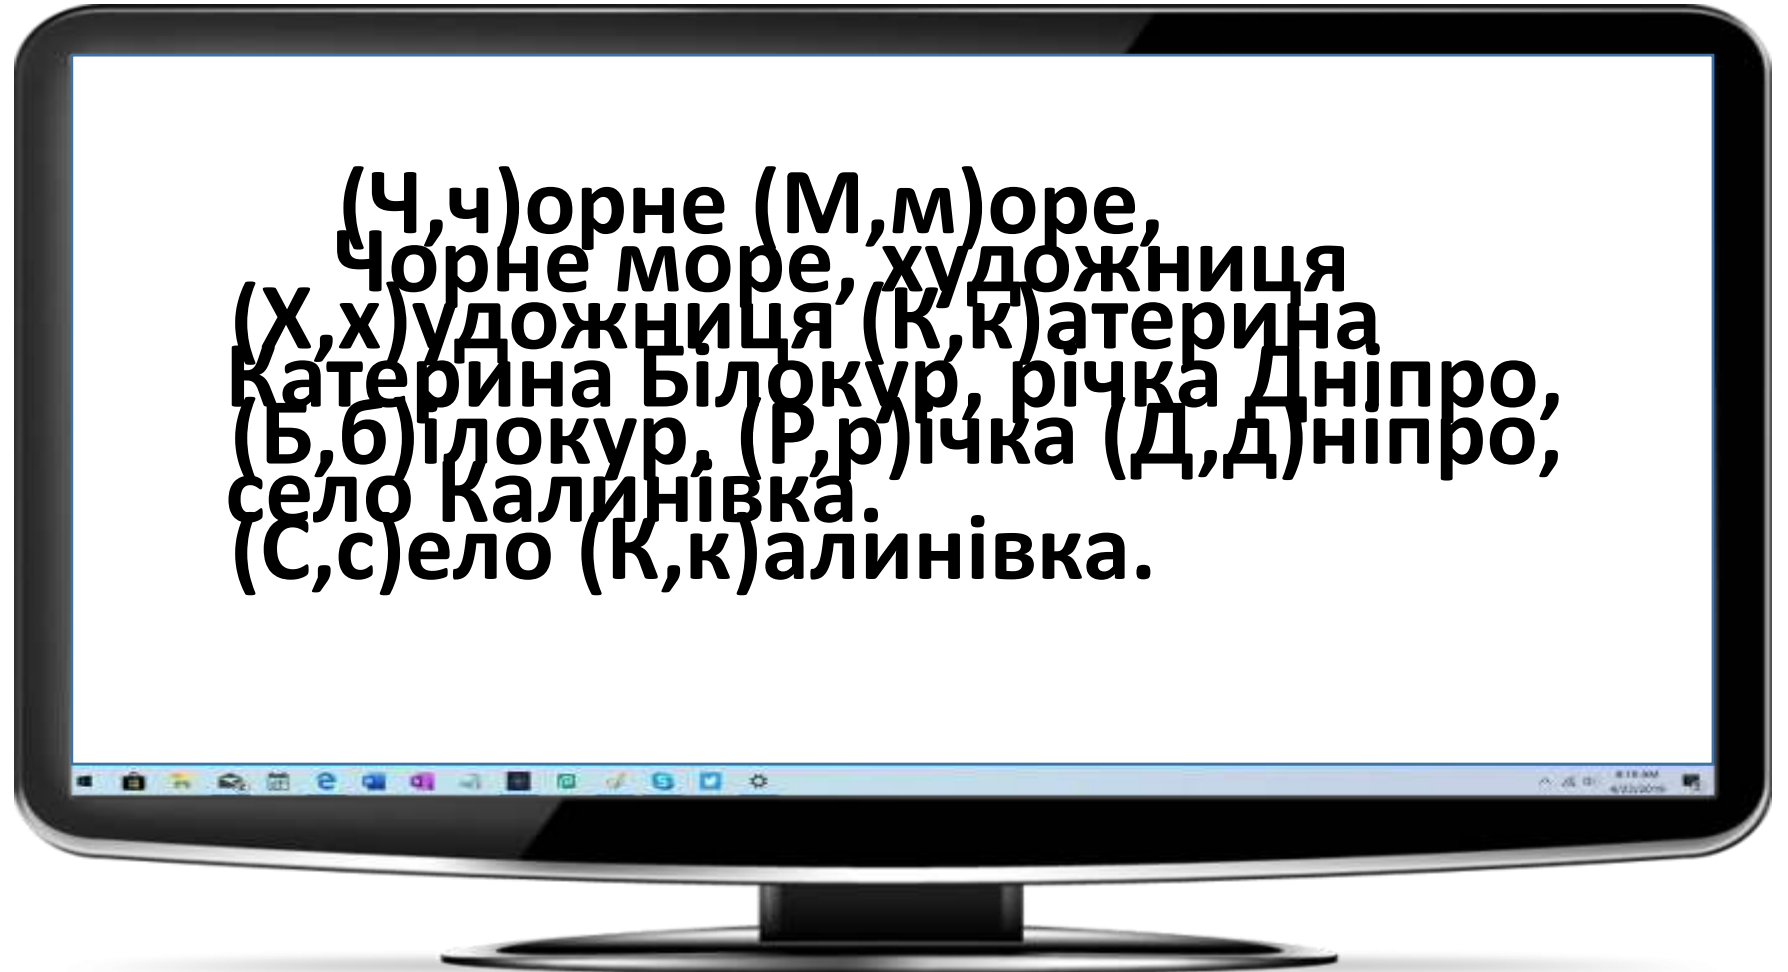 (Ч,ч)орне (М,м)оре,
Чорне море, художниця
(Х,х)удожниця (К,к)атерина
Катерина Білокур, річка Дніпро,
(Б,б)ілокур, (Р,р)ічка (Д,д)ніпро,
село Калинівка.
(С,с)ело (К,к)алинівка.